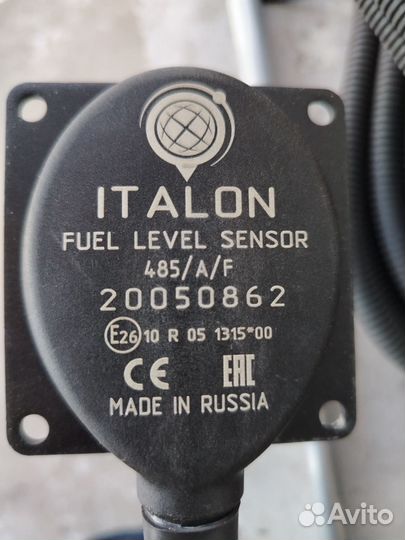 ITALON
FUEL LEVEL SENSOR
485/A/F
20050862
E26 10 R 05 1315*00
CE EAC
MADE IN RUSSIA
Avito